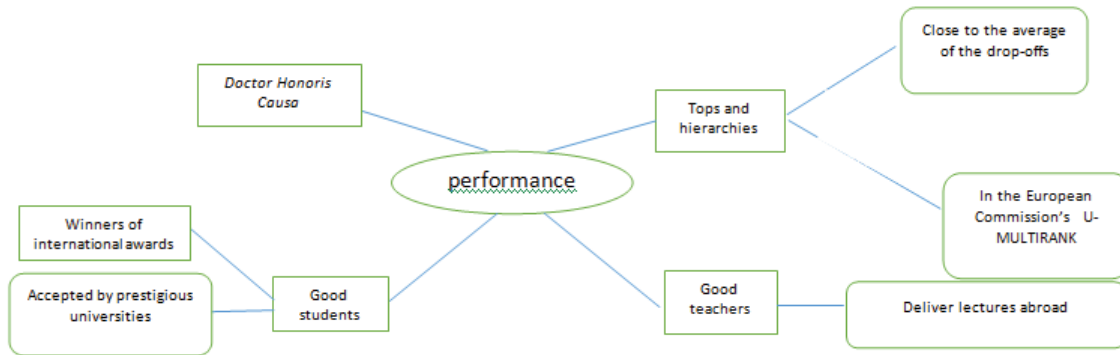 Close to the average
of the drop-offs
Doctor Honoris
Causa
Tops and
hierarchies
performance
In the European
Commission's U-
MULTIRANK
Winners of
international awards
Accepted by prestigious
universities
Good
students
Good
teachers
Deliver lectures abroad